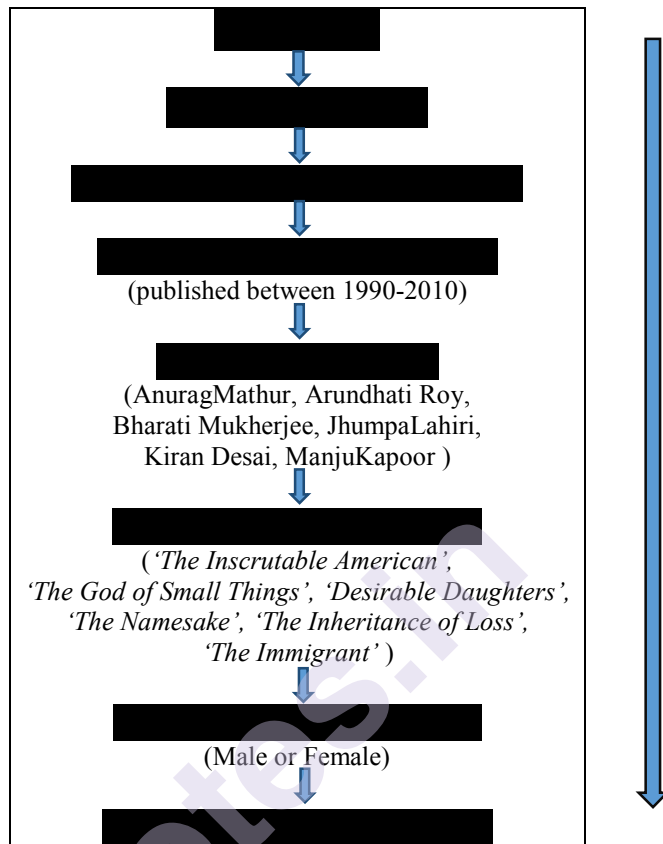 (published between 1990-2010)
(AnuragMathur, Arundhati Roy,
Bharati Mukherjee, JhumpaLahiri,
Kiran Desai, ManjuKapoor )
(‘The Inscrutable American’,
‘The God of Small Things’, ‘Desirable Daughters’,
‘The Namesake’, ‘The Inheritance of Loss’,
‘The Immigrant’ )
(Male or Female)